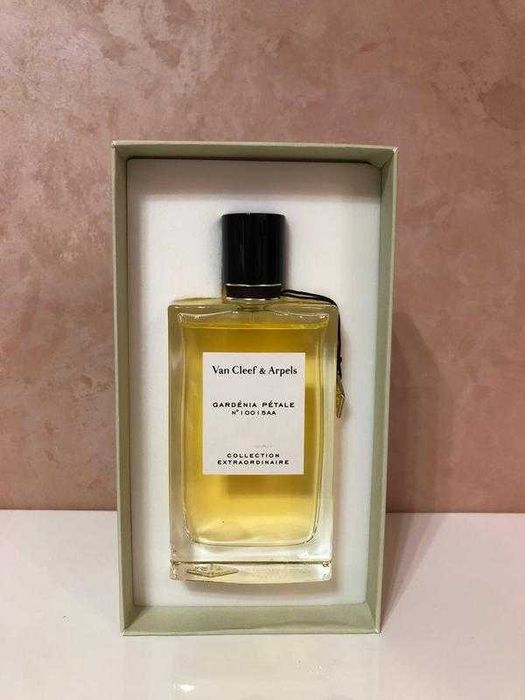 Van Cleef & Arpels
GARDÉNIA PÉTALE
N°10015AA
COLLECTION
EXTRAORDINAIRE